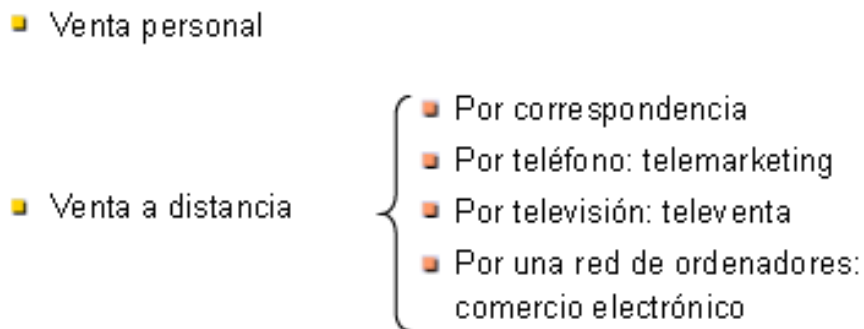 Venta personal
Por correspondencia
Por teléfono: telemarketing
Venta a distancia
Por televisión: televenta
Por una red de ordenadores:
comercio electrónico